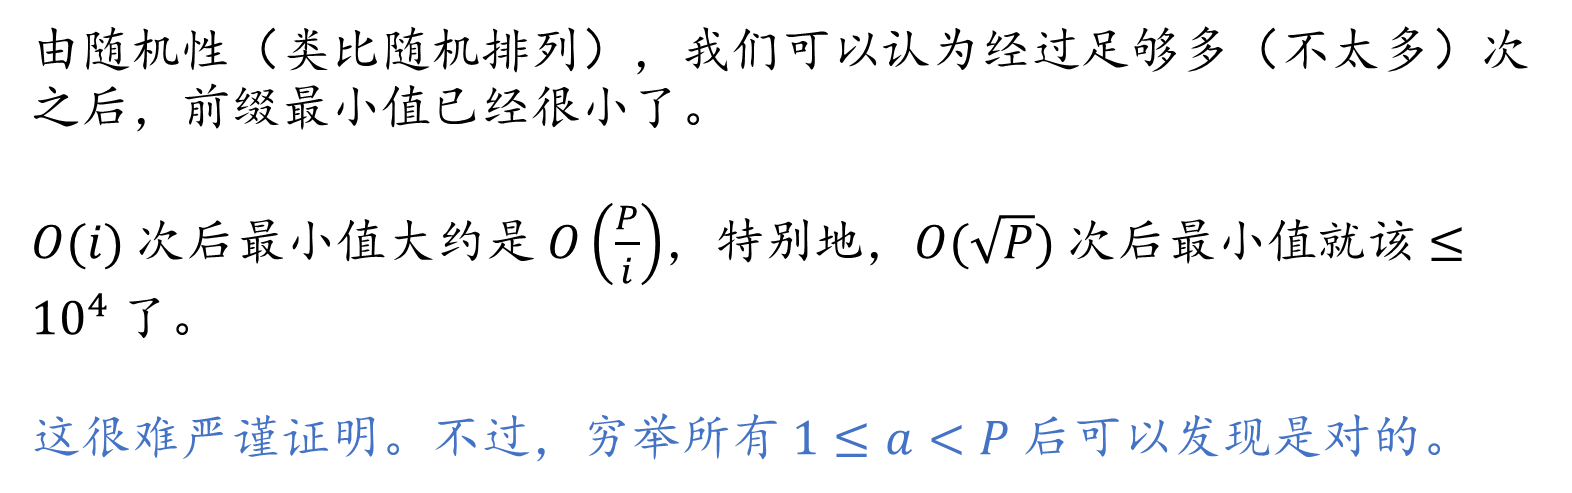 由随机性（类比随机排列），我们可以认为经过足够多（不太多）次
之后，前缀最小值已经很小了。
O(i) 次后最小值大约是 O(P/i)，特别地，O(√P) 次后最小值就该 ≤
10⁴ 了。
这很难严谨证明。不过，穷举所有 1 ≤ a < P 后可以发现是对的。